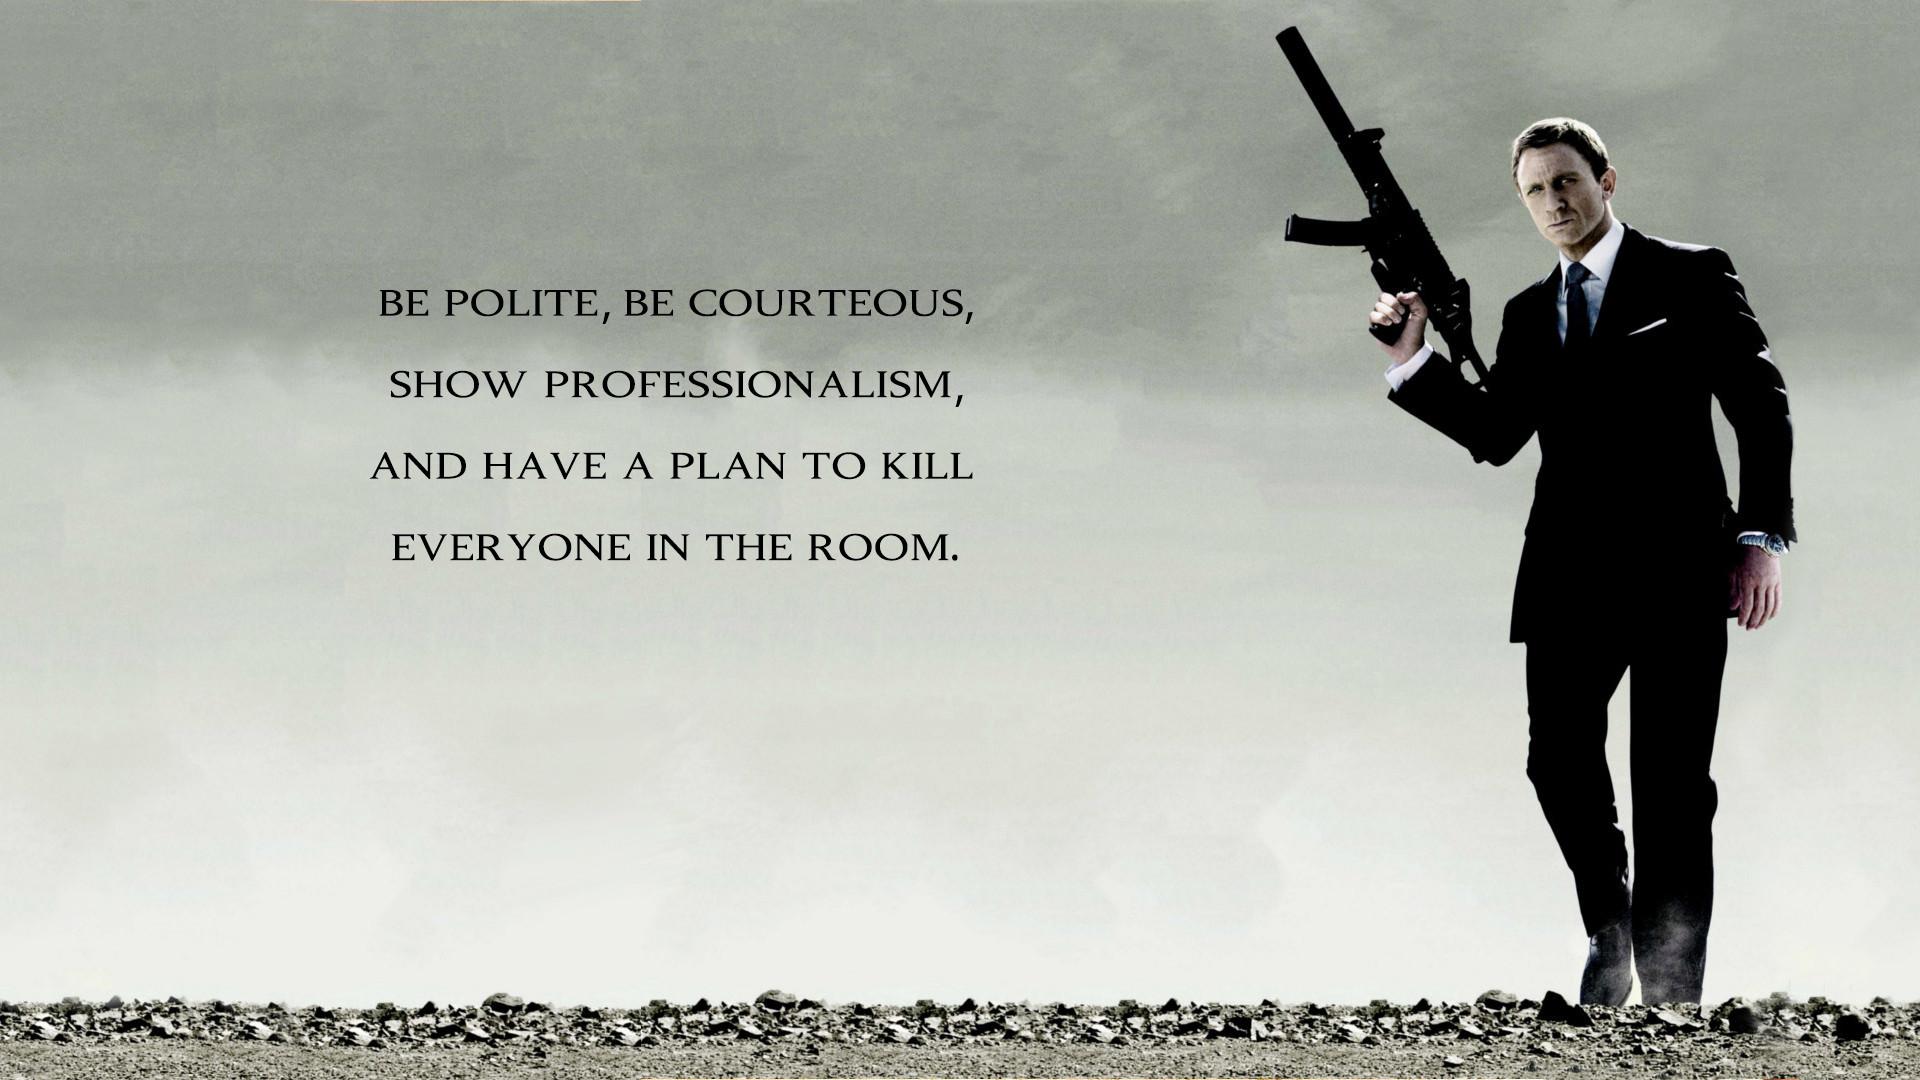 BE POLITE, BE COURTEOUS,
SHOW PROFESSIONALISM,
AND HAVE A PLAN TO KILL
EVERYONE IN THE ROOM.